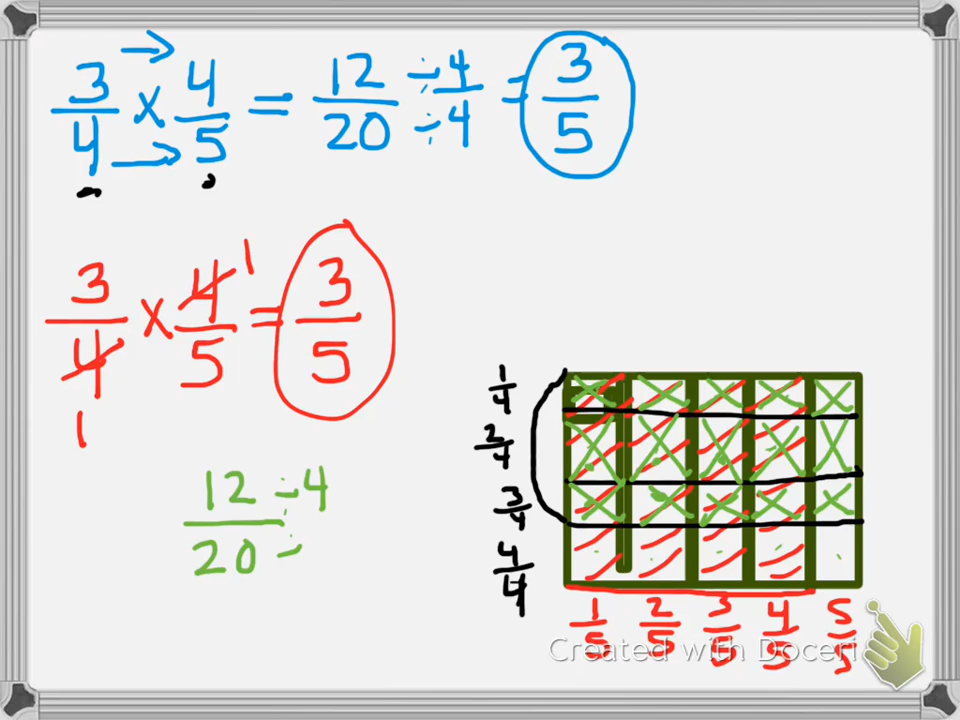 3/4 × 4/5 = 12/20 ÷4/÷4 = 3/5
3/4 × 4/5 = 3/5
1
1
12/20 ÷4/÷
1/4
2/4
3/4
4/4
1/5 2/5 3/5 4/5 5/5
Created with Doceri